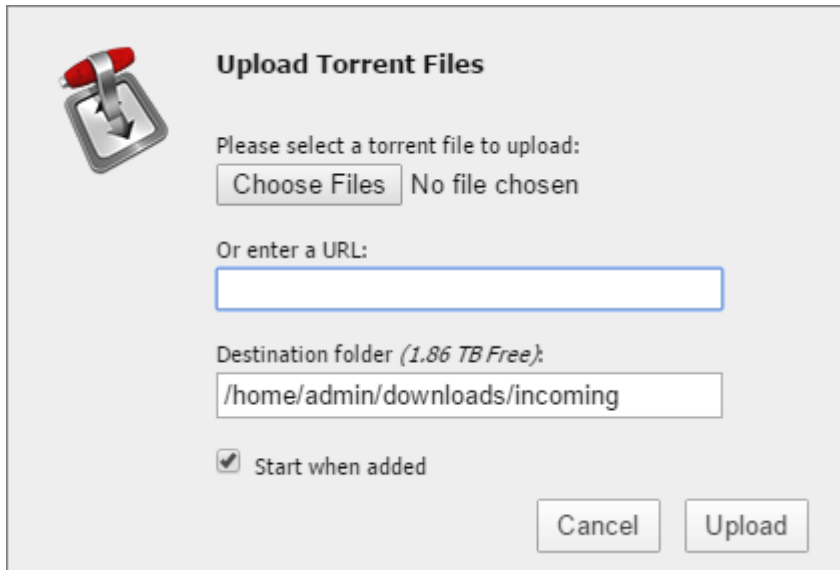 Upload Torrent Files
Please select a torrent file to upload:
Choose Files No file chosen
Or enter a URL:
Destination folder (1.86 TB Free):
/home/admin/downloads/incoming
Start when added
Cancel Upload